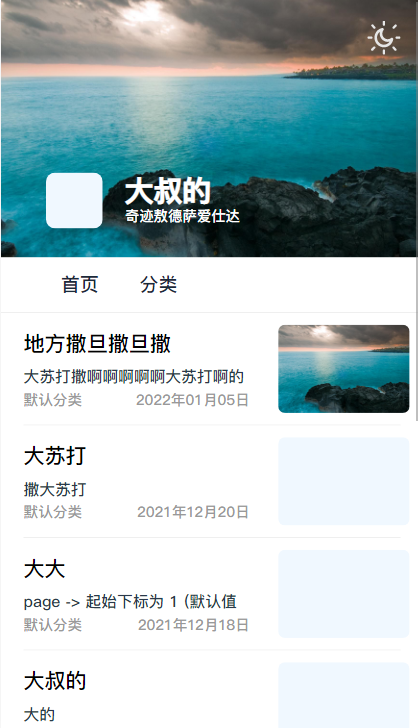 大叔的
奇迹敖德萨爱仕达
首页 分类
地方撒旦撒旦撒
大苏打撒啊啊啊啊啊大苏打啊的
默认分类 2022年01月05日
大苏打
撒大苏打
默认分类 2021年12月20日
大大
page -> 起始下标为 1 (默认值
默认分类 2021年12月18日
大叔的
大的